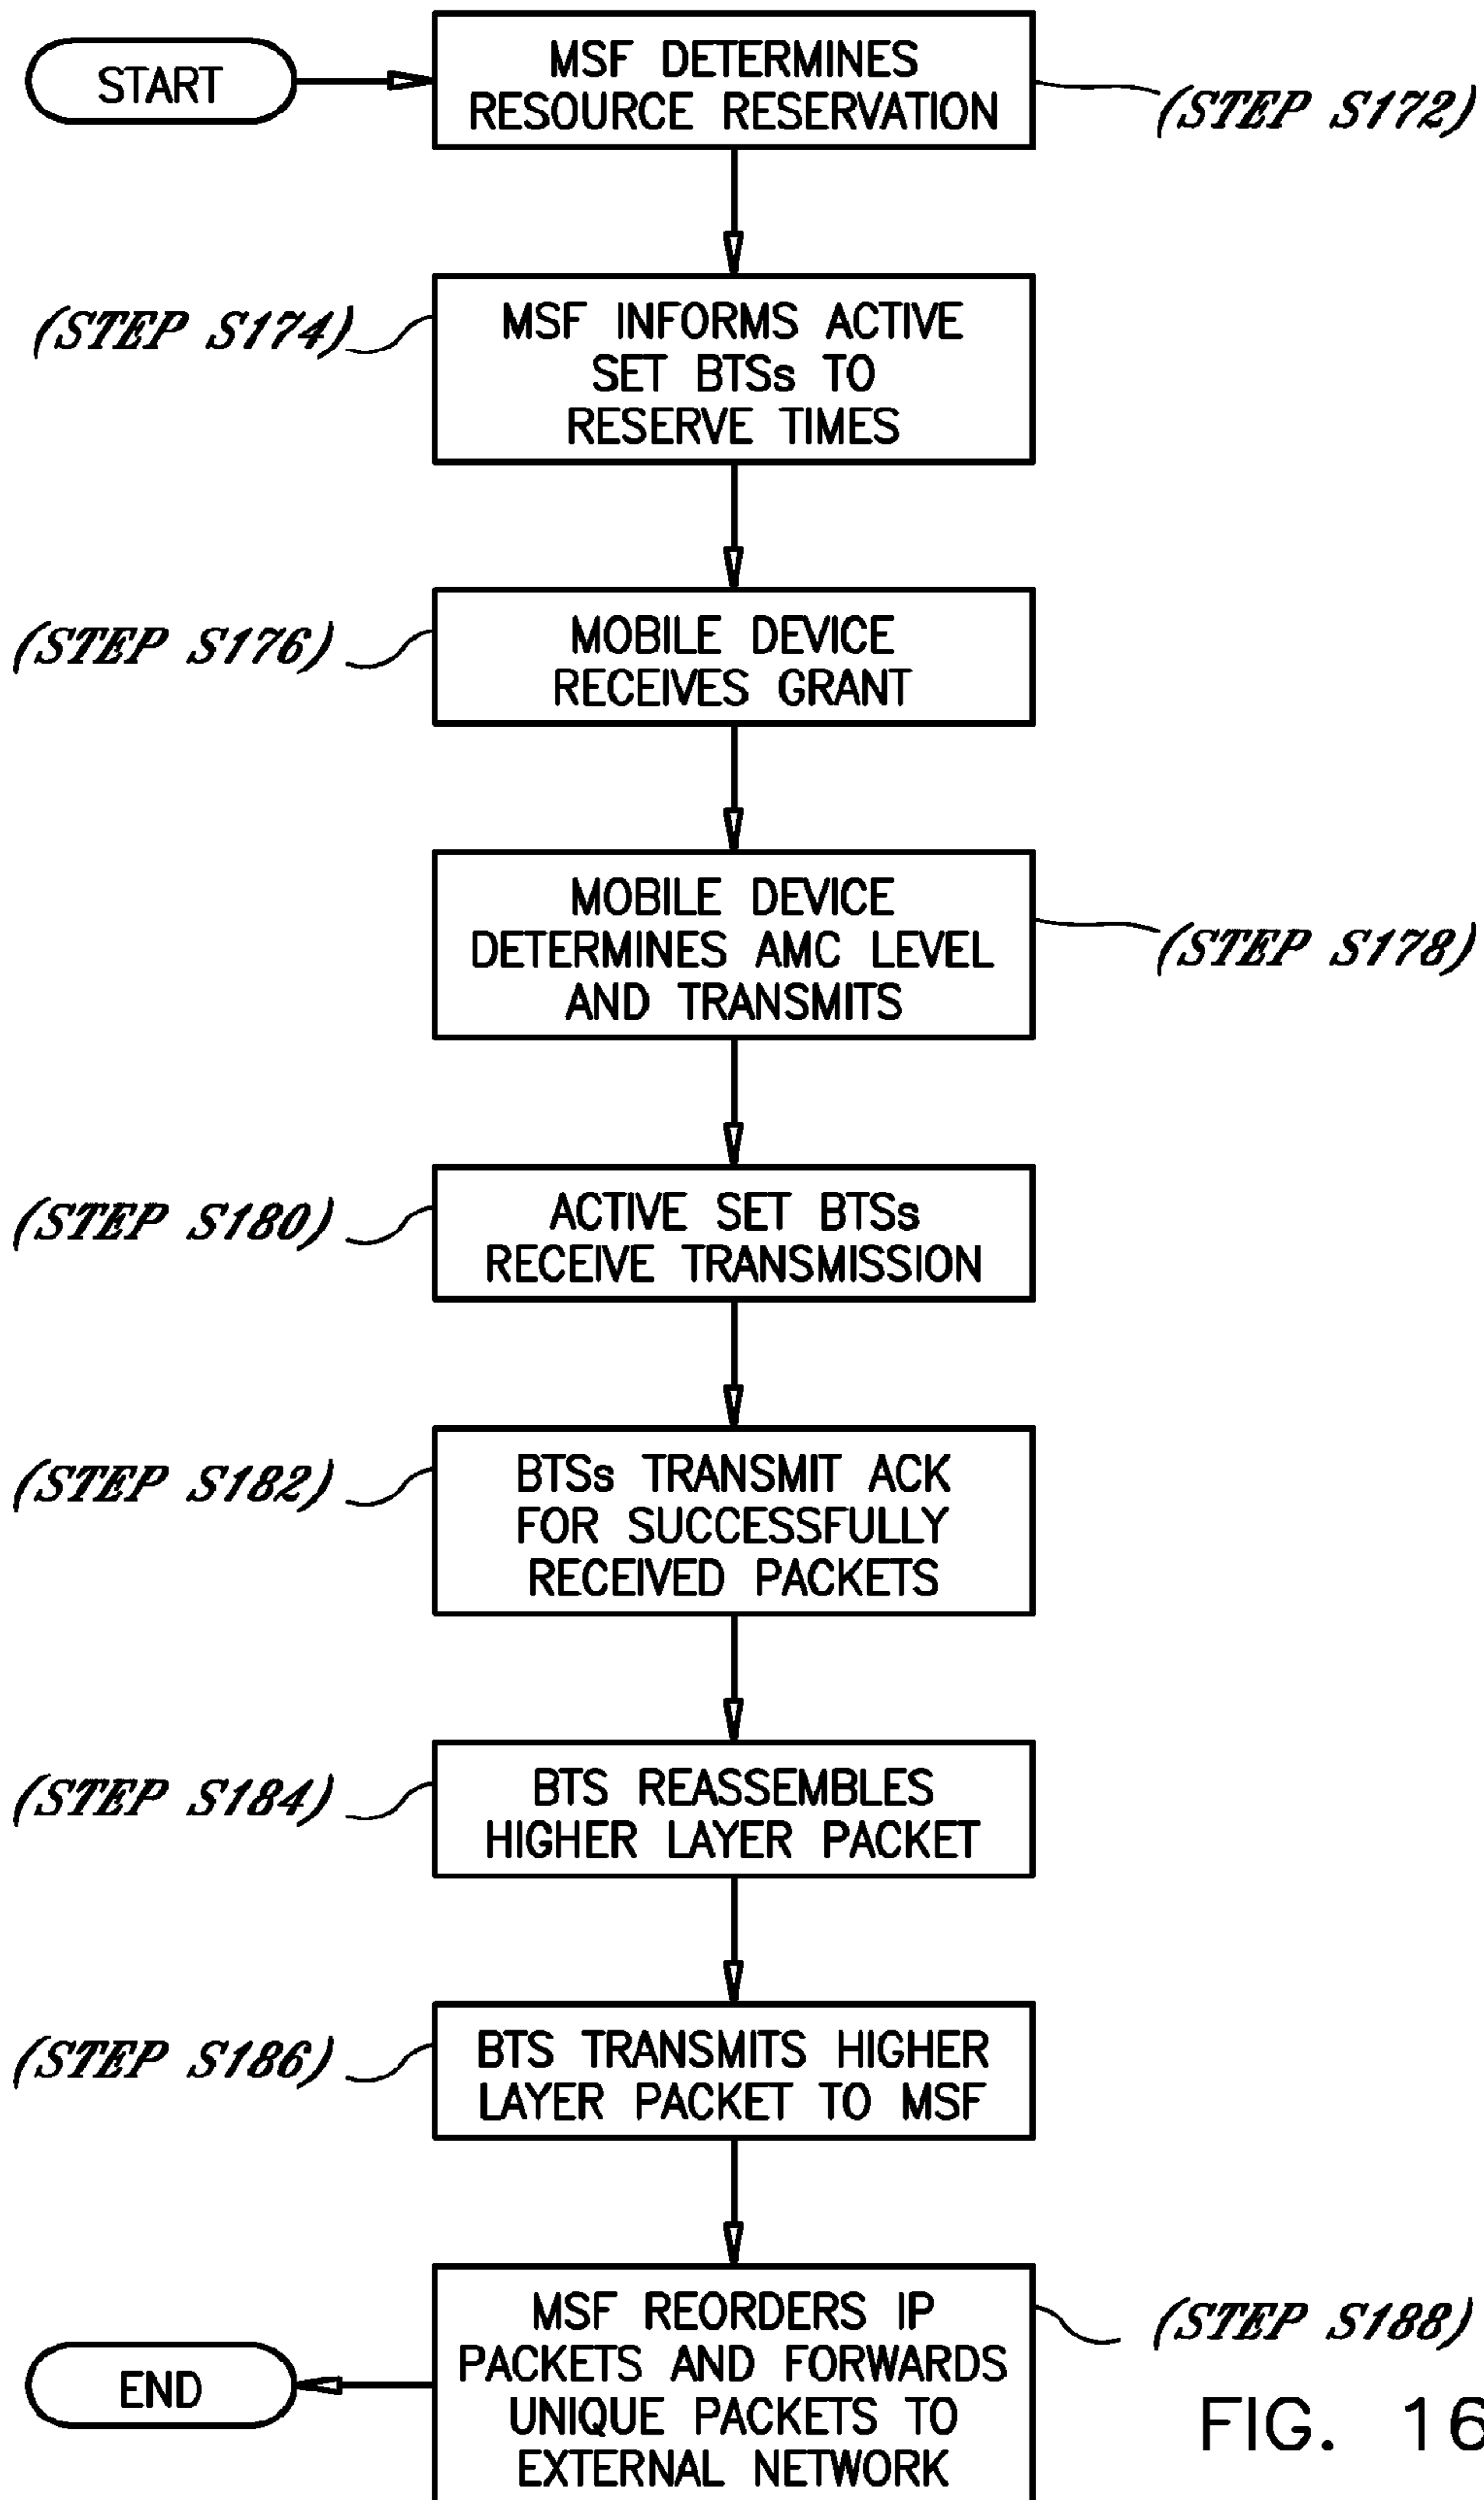 START
MSF DETERMINES
RESOURCE RESERVATION
(STEP S172)
(STEP S174)
MSF INFORMS ACTIVE
SET BTSs TO
RESERVE TIMES
(STEP S176)
MOBILE DEVICE
RECEIVES GRANT
MOBILE DEVICE
DETERMINES AMC LEVEL
AND TRANSMITS
(STEP S178)
(STEP S180)
ACTIVE SET BTSs
RECEIVE TRANSMISSION
(STEP S182)
BTSs TRANSMIT ACK
FOR SUCCESSFULLY
RECEIVED PACKETS
(STEP S184)
BTS REASSEMBLES
HIGHER LAYER PACKET
(STEP S186)
BTS TRANSMITS HIGHER
LAYER PACKET TO MSF
MSF REORDERS IP
PACKETS AND FORWARDS
UNIQUE PACKETS TO
EXTERNAL NETWORK
(STEP S188)
END
FIG. 16